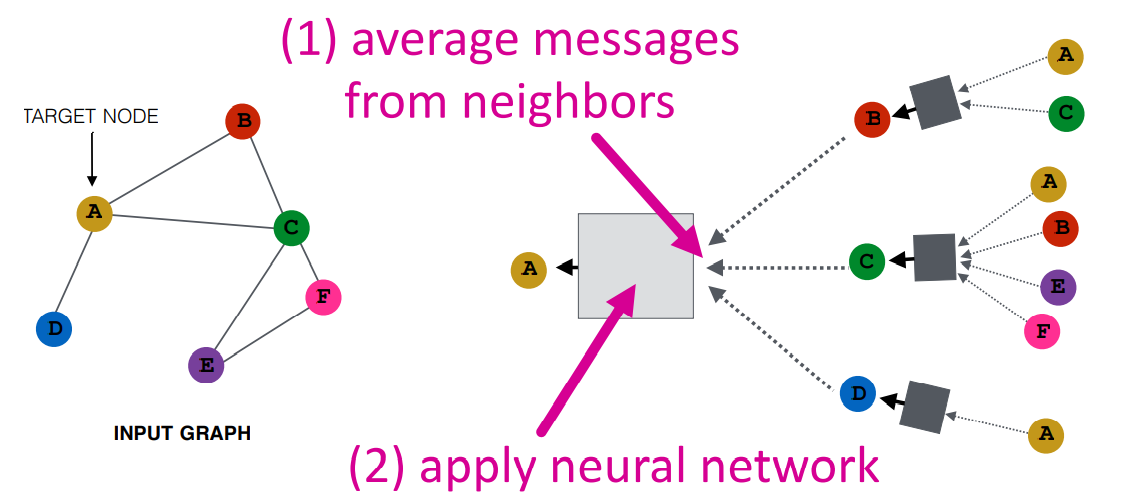 (1) average messages
from neighbors
TARGET NODE
B
A
C
F
D
E
INPUT GRAPH
A
B
A
C
C
A
B
E
F
D
A
(2) apply neural network